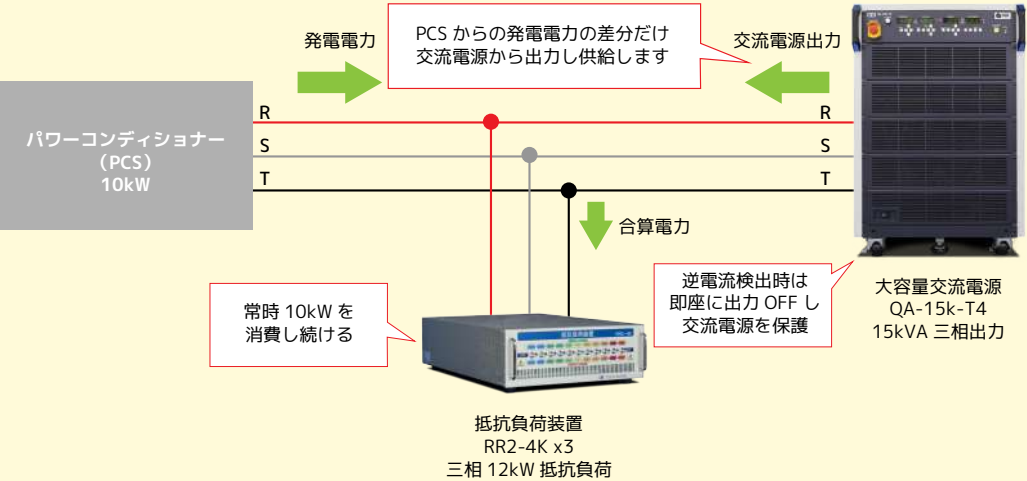 発電電力
PCS からの発電電力の差分だけ
交流電源から出力し供給します
交流電源出力
R
R
パワーコンディショナー
（PCS）
10kW
S
S
T
T
合算電力
常時 10kW を
消費し続ける
逆電流検出時は
即座に出力 OFF し
交流電源を保護
大容量交流電源
QA-15k-T4
15kVA 三相出力
抵抗負荷装置
RR2-4K x3
三相 12kW 抵抗負荷